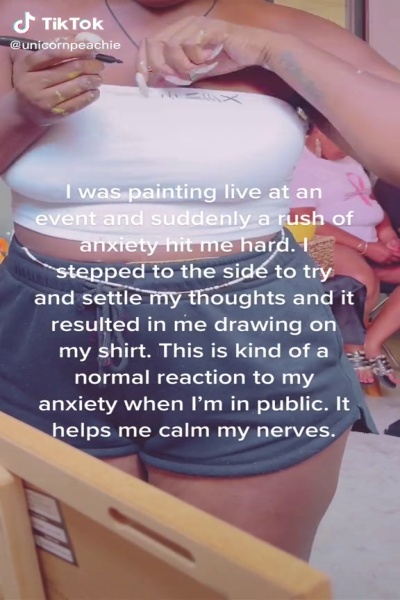 TikTok
@unicornpeachie
I was painting live at an
event and suddenly a rush of
anxiety hit me hard. I
stepped to the side to try
and settle my thoughts and it
resulted in me drawing on
my shirt. This is kind of a
normal reaction to my
anxiety when I'm in public. It
helps me calm my nerves.